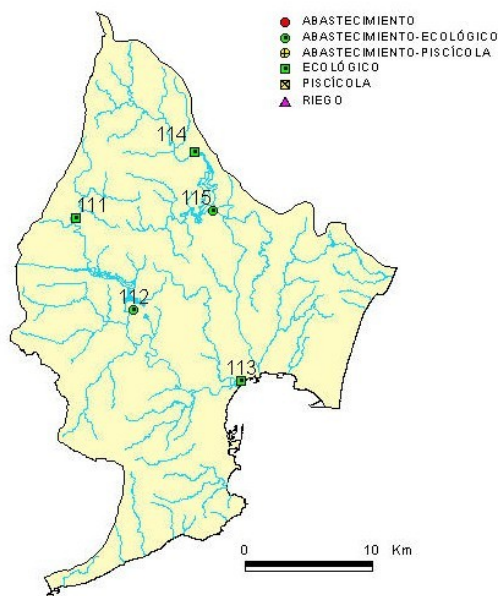 ABASTECIMIENTO
ABASTECIMIENTO-ECOLÓGICO
ABASTECIMIENTO-PISCÍCOLA
ECOLÓGICO
PISCÍCOLA
RIEGO
114
111
115
112
113
0 10 Km